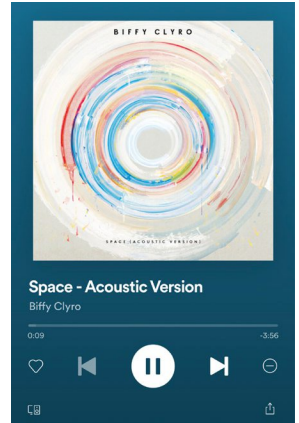 BIFFY CLYRO
SPACE (ACOUSTIC VERSION)
Space - Acoustic Version
Biffy Clyro
0:09 -3:56